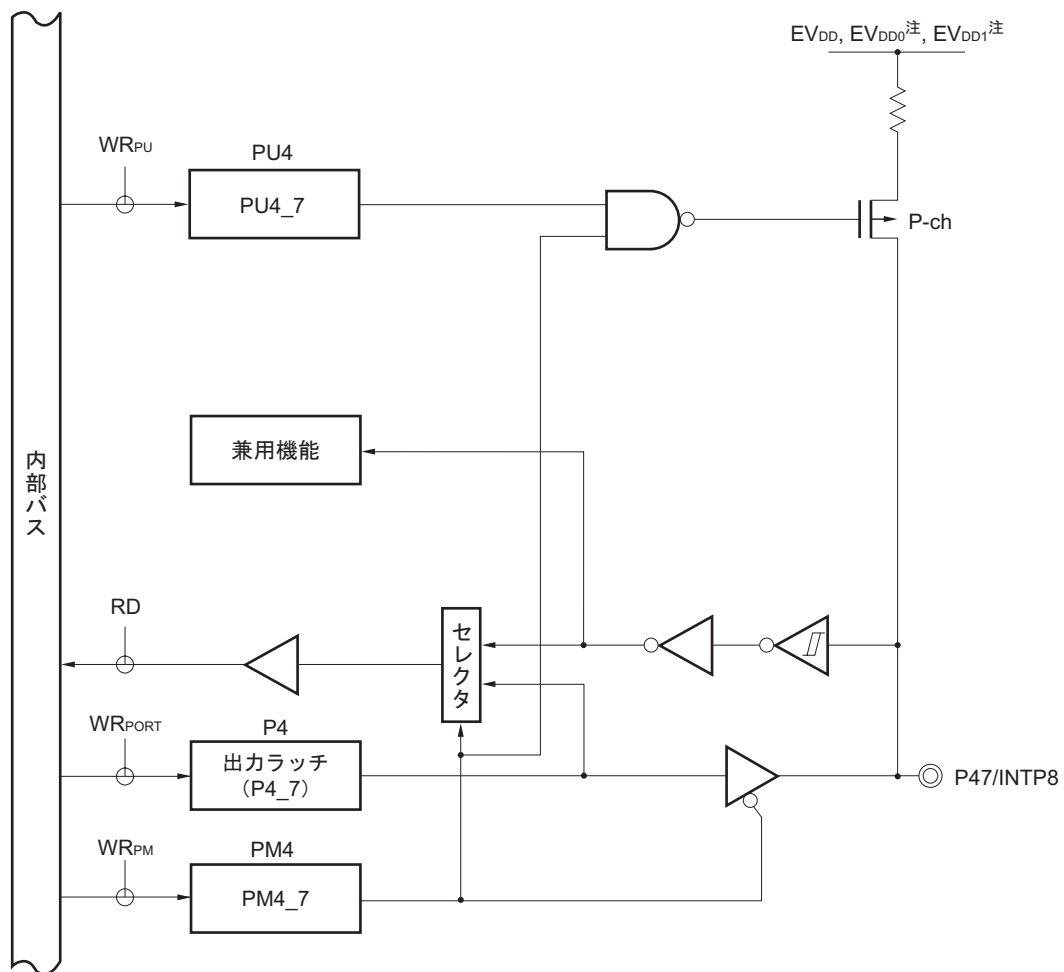 EVDD, EVDD0注, EVDD1注
WRPU
PU4
PU4_7
P-ch
兼用機能
内部バス
RD
セレクタ
WRPORT
P4
出力ラッチ
(P4_7)
P47/INTP8
WRPM
PM4
PM4_7